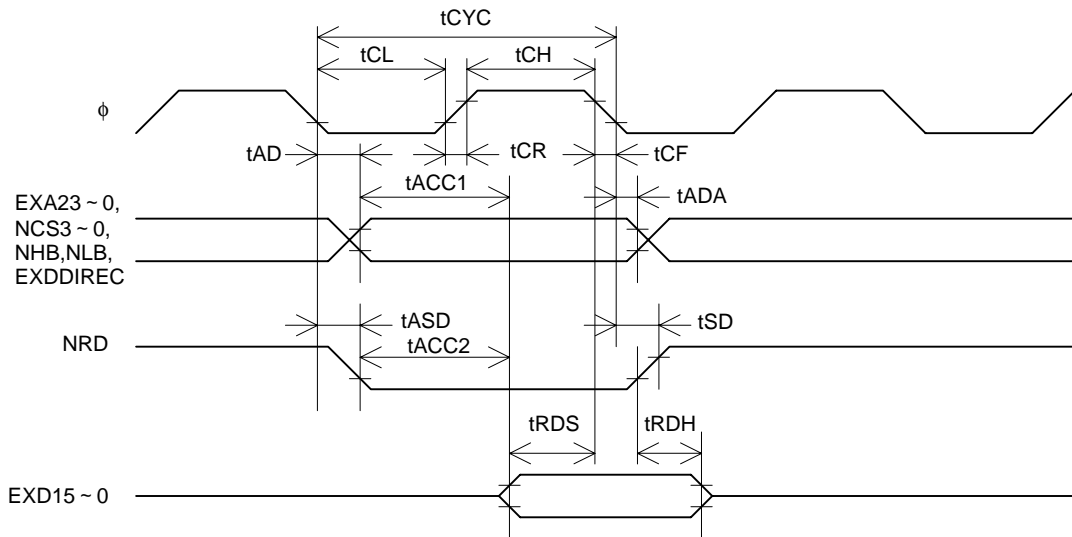 tCYC
tCL
tCH
ϕ
tAD
tCR
tCF
tACC1
tADA
EXA23 ~ 0,
NCS3 ~ 0,
NHB,NLB,
EXDDIREC
tASD
tSD
NRD
tACC2
tRDS
tRDH
EXD15 ~ 0